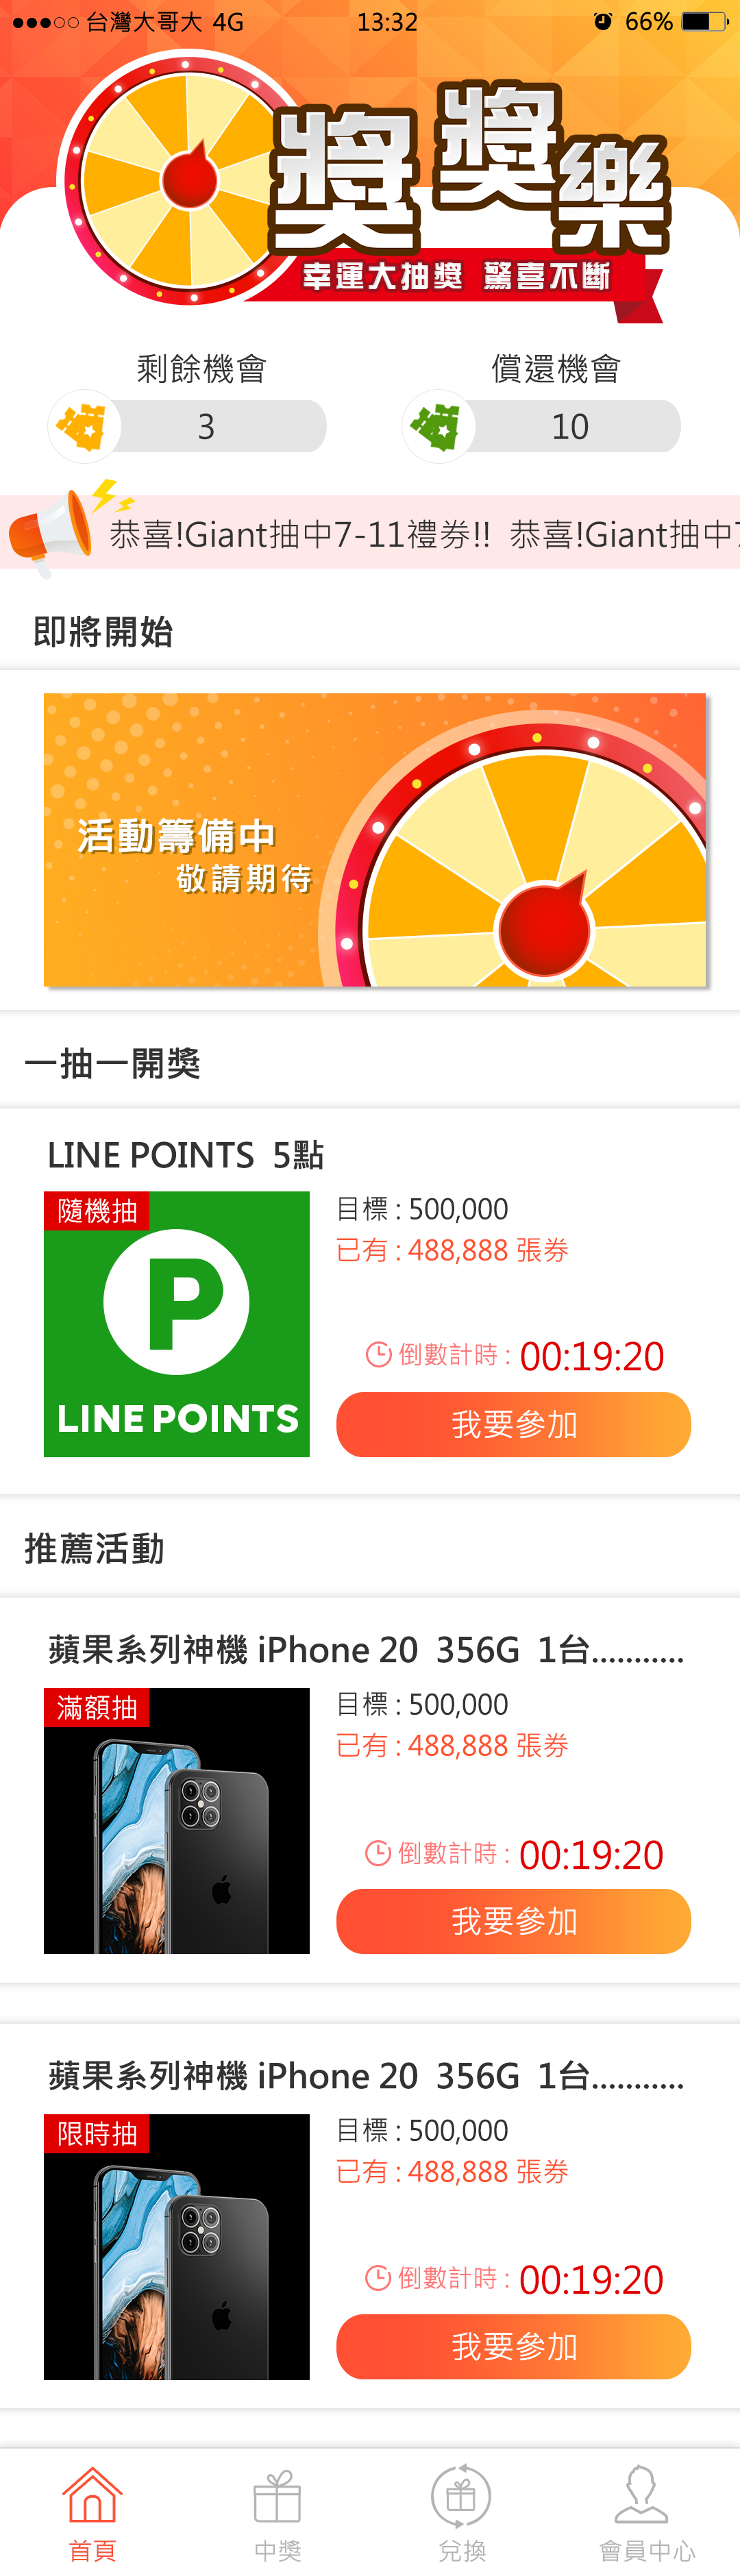 台灣大哥大 4G 13:32 66%
獎獎樂
幸運大抽獎 驚喜不斷
剩餘機會 償還機會
3 10
恭喜!Giant抽中7-11禮券!! 恭喜!Giant抽中7
即將開始
活動籌備中
敬請期待
一抽一開獎
LINE POINTS 5點
隨機抽
目標 : 500,000
已有 : 488,888 張券
P
倒數計時 : 00:19:20
LINE POINTS
我要參加
推薦活動
蘋果系列神機 iPhone 20 356G 1台...........
滿額抽
目標 : 500,000
已有 : 488,888 張券
倒數計時 : 00:19:20
我要參加
蘋果系列神機 iPhone 20 356G 1台...........
限時抽
目標 : 500,000
已有 : 488,888 張券
倒數計時 : 00:19:20
我要參加
首頁 中獎 兌換 會員中心